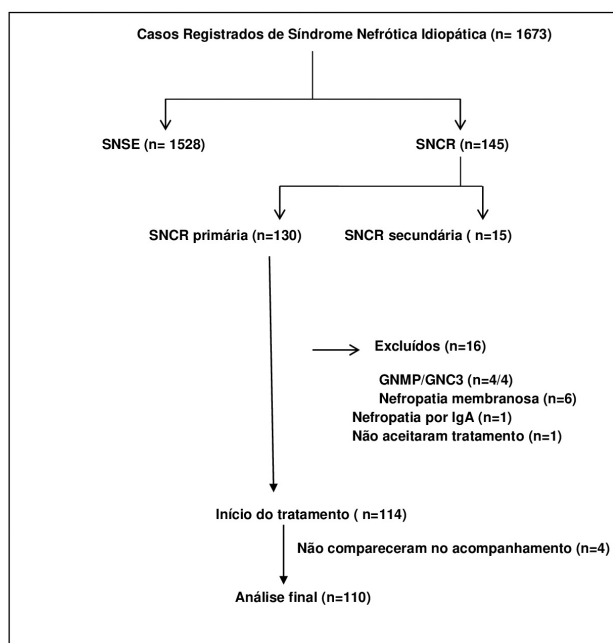 Casos Registrados de Síndrome Nefrótica Idiopática (n= 1673)
SNSE (n= 1528)
SNCR
(n=145)
SNCR primária (n=130)
SNCR secundária ( n=15)
Excluídos (n=16)
GNMP/GNC3 (n=4/4)
Nefropatia membranosa (n=6)
Nefropatia por IgA (n=1)
Não aceitaram tratamento (n=1)
Início do tratamento ( n=114)
Não compareceram no acompanhamento (n=4)
Análise final (n=110)